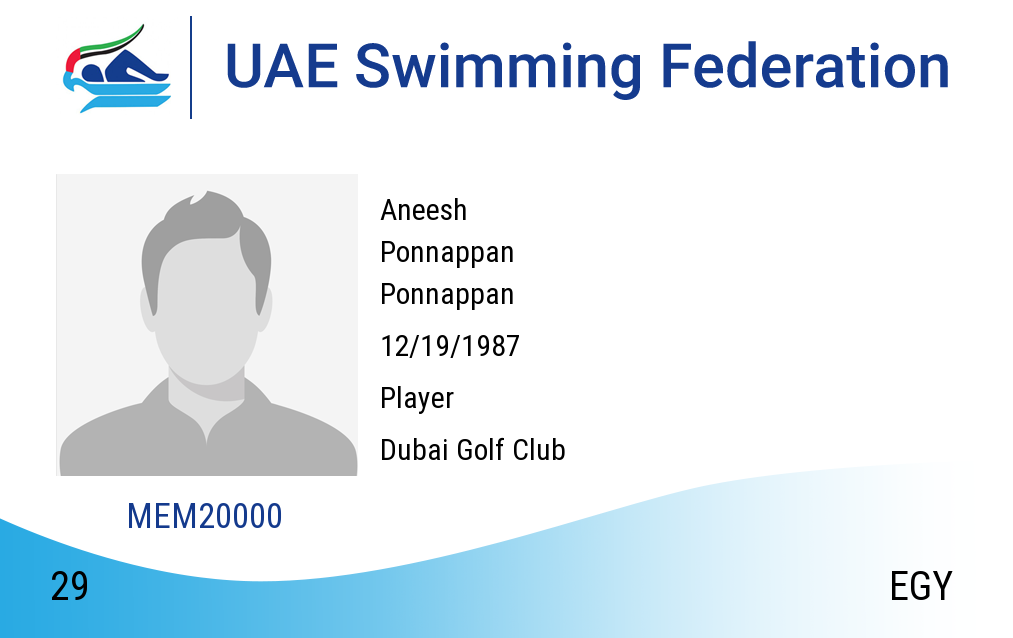 UAE Swimming Federation
Aneesh
Ponnappan
Ponnappan
12/19/1987
Player
Dubai Golf Club
MEM20000
29
EGY